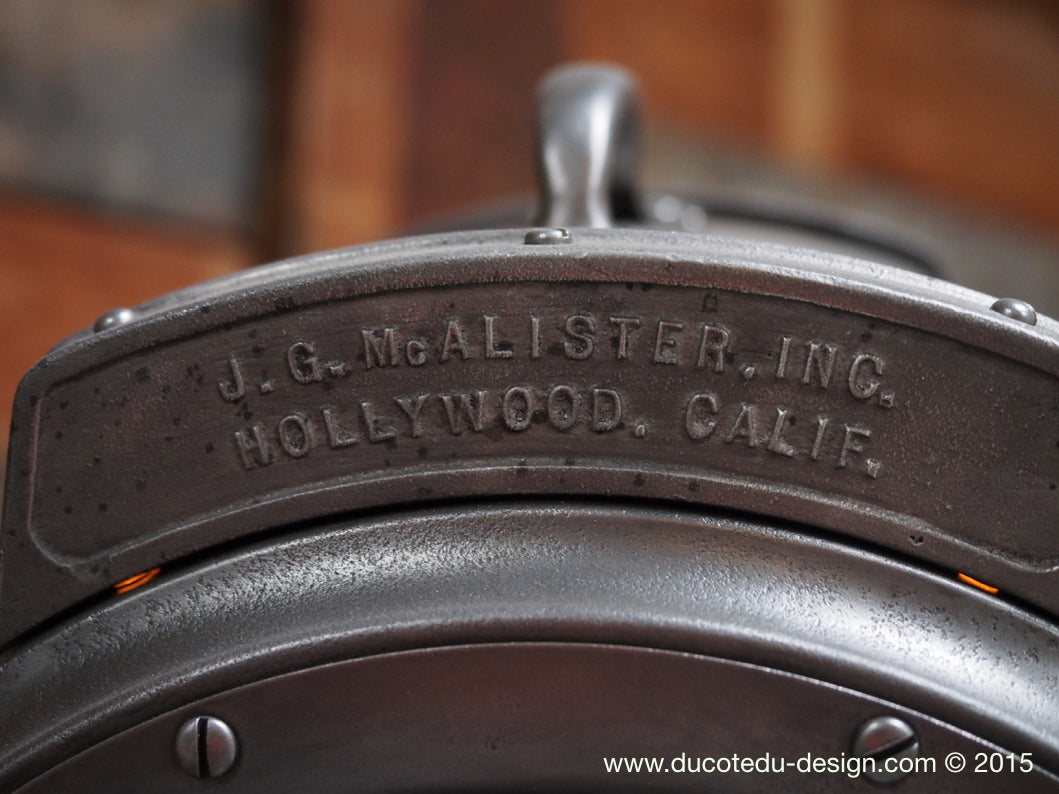 J.G. McALISTER, INC.
HOLLYWOOD, CALIF.
www.ducotedu-design.com © 2015